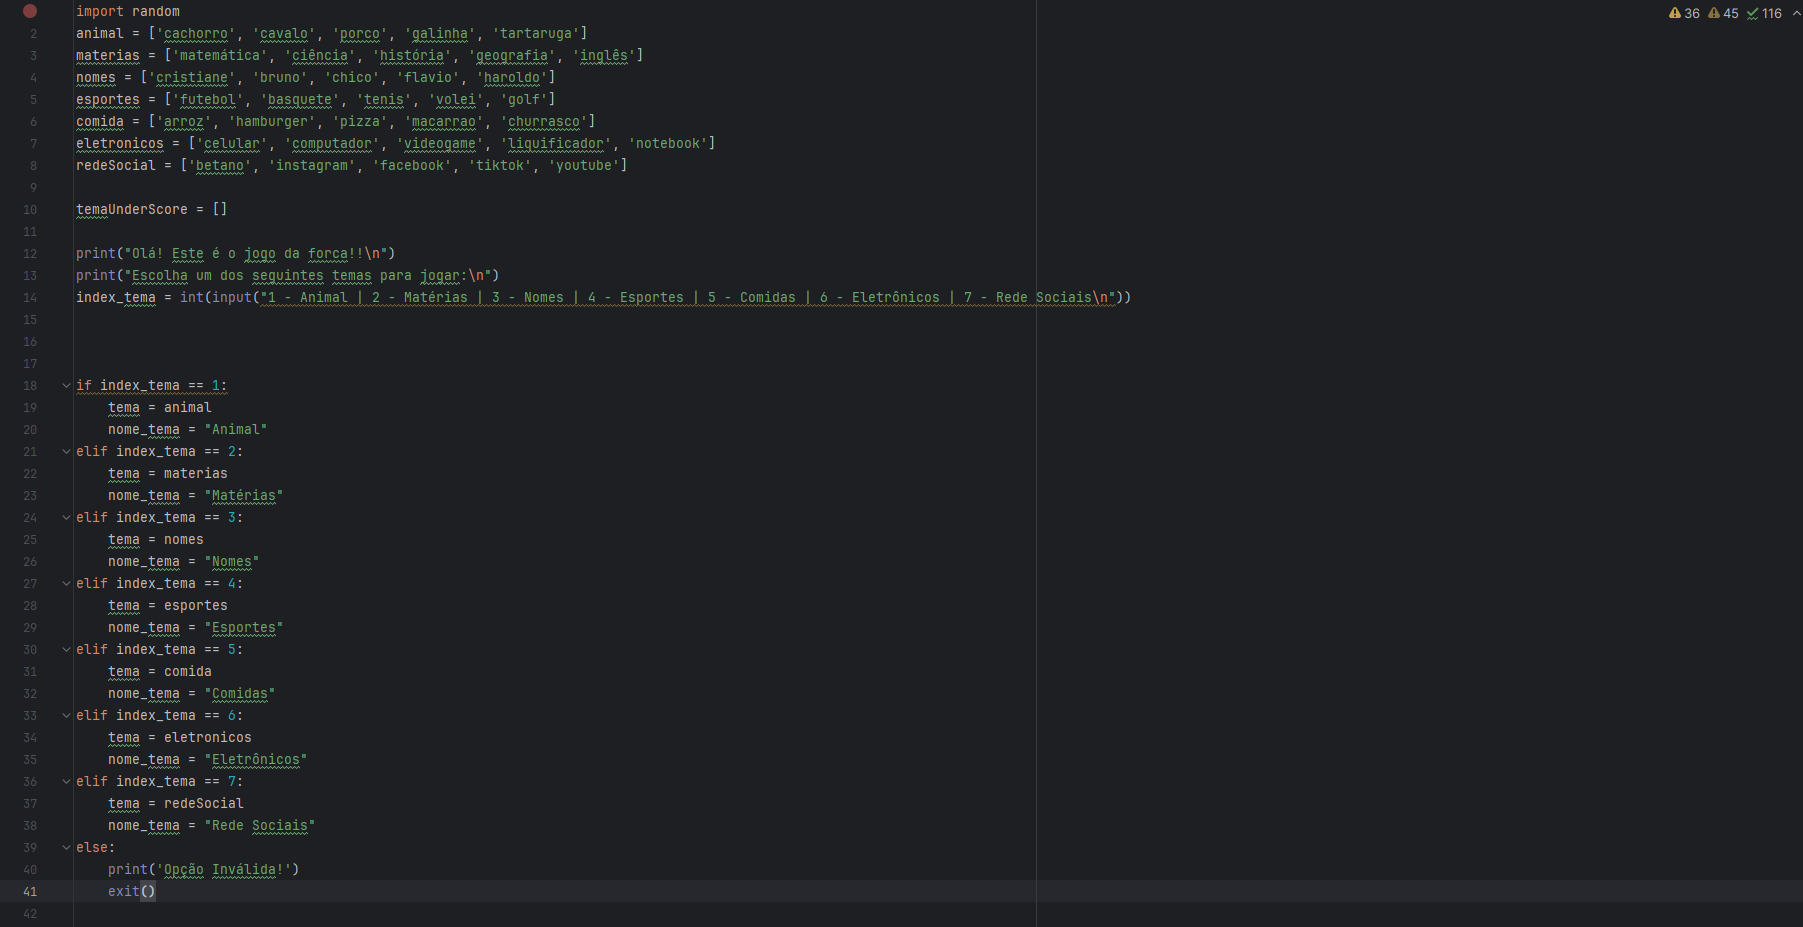 import random
36 45 116
2 animal = ['cachorro', 'cavalo', 'porco', 'galinha', 'tartaruga']
3 materias = ['matemática', 'ciência', 'história', 'geografia', 'inglês']
4 nomes = ['cristiane', 'bruno', 'chico', 'flavio', 'haroldo']
5 esportes = ['futebol', 'basquete', 'tenis', 'volei', 'golf']
6 comida = ['arroz', 'hamburger', 'pizza', 'macarrao', 'churrasco']
7 eletronicos = ['celular', 'computador', 'videogame', 'liquificador', 'notebook']
8 redeSocial = ['betano', 'instagram', 'facebook', 'tiktok', 'youtube']
9
10 temaUnderScore = []
11
12 print("Olá! Este é o jogo da forca!!\n")
13 print("Escolha um dos seguintes temas para jogar:\n")
14 index_tema = int(input("1 - Animal | 2 - Matérias | 3 - Nomes | 4 - Esportes | 5 - Comidas | 6 - Eletrônicos | 7 - Rede Sociais\n"))
15
16
17
18 if index_tema == 1:
19 tema = animal
20 nome_tema = "Animal"
21 elif index_tema == 2:
22 tema = materias
23 nome_tema = "Matérias"
24 elif index_tema == 3:
25 tema = nomes
26 nome_tema = "Nomes"
27 elif index_tema == 4:
28 tema = esportes
29 nome_tema = "Esportes"
30 elif index_tema == 5:
31 tema = comida
32 nome_tema = "Comidas"
33 elif index_tema == 6:
34 tema = eletronicos
35 nome_tema = "Eletrônicos"
36 elif index_tema == 7:
37 tema = redeSocial
38 nome_tema = "Rede Sociais"
39 else:
40 print('Opção Inválida!')
41 exit()
42